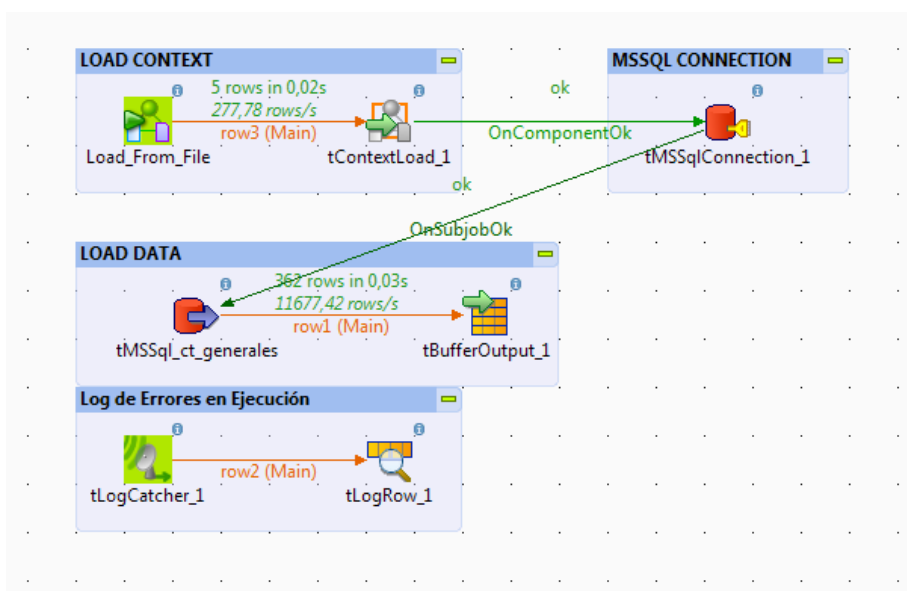 LOAD CONTEXT
5 rows in 0,02s
277,78 rows/s
row3 (Main)
Load_From_File
tContextLoad_1
ok
OnComponentOk
MSSQL CONNECTION
tMSSqlConnection_1
ok
OnSubjobOk
LOAD DATA
362 rows in 0,03s
11677,42 rows/s
row1 (Main)
tMSSql_ct_generales
tBufferOutput_1
Log de Errores en Ejecución
row2 (Main)
tLogCatcher_1
tLogRow_1